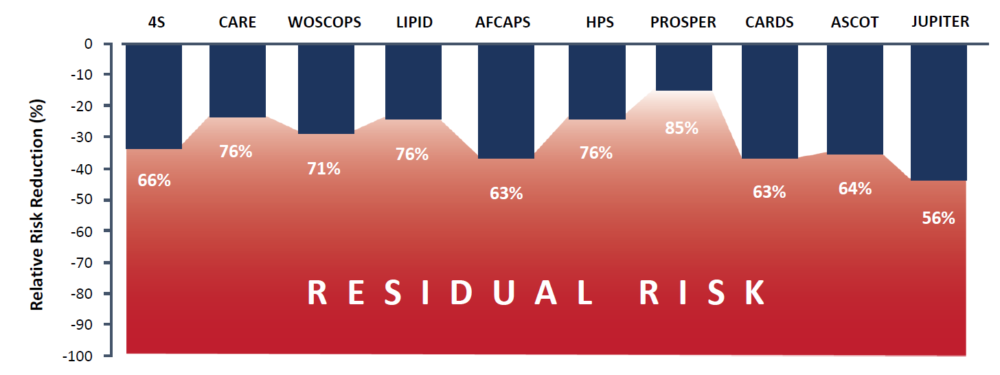 4S CARE WOSCOPS LIPID AFCAPS HPS PROSPER CARDS ASCOT JUPITER
Relative Risk Reduction (%)
0
-10
-20
-30
-40
-50
-60
-70
-80
-90
-100
66% 76% 71% 76% 63% 76% 85% 63% 64% 56%
RESIDUAL RISK